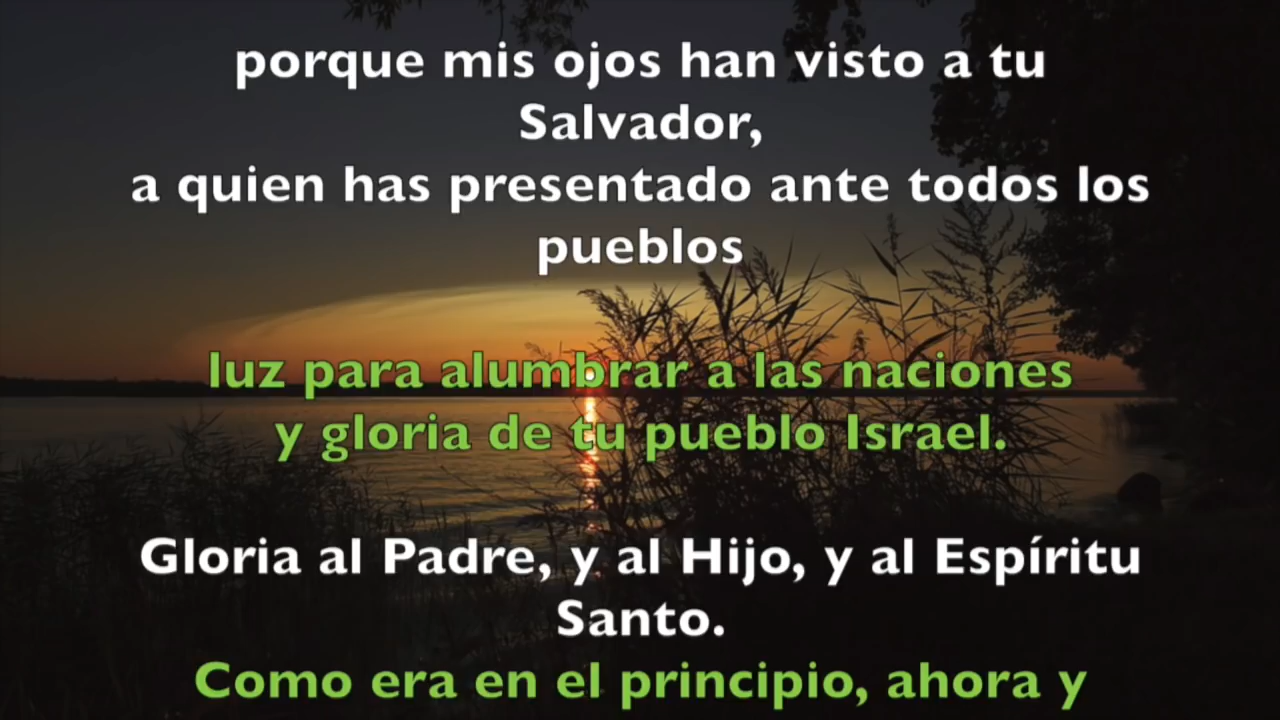 porque mis ojos han visto a tu
Salvador,
a quien has presentado ante todos los
pueblos
luz para alumbrar a las naciones
y gloria de tu pueblo Israel.
Gloria al Padre, y al Hijo, y al Espíritu
Santo.
Como era en el principio, ahora y